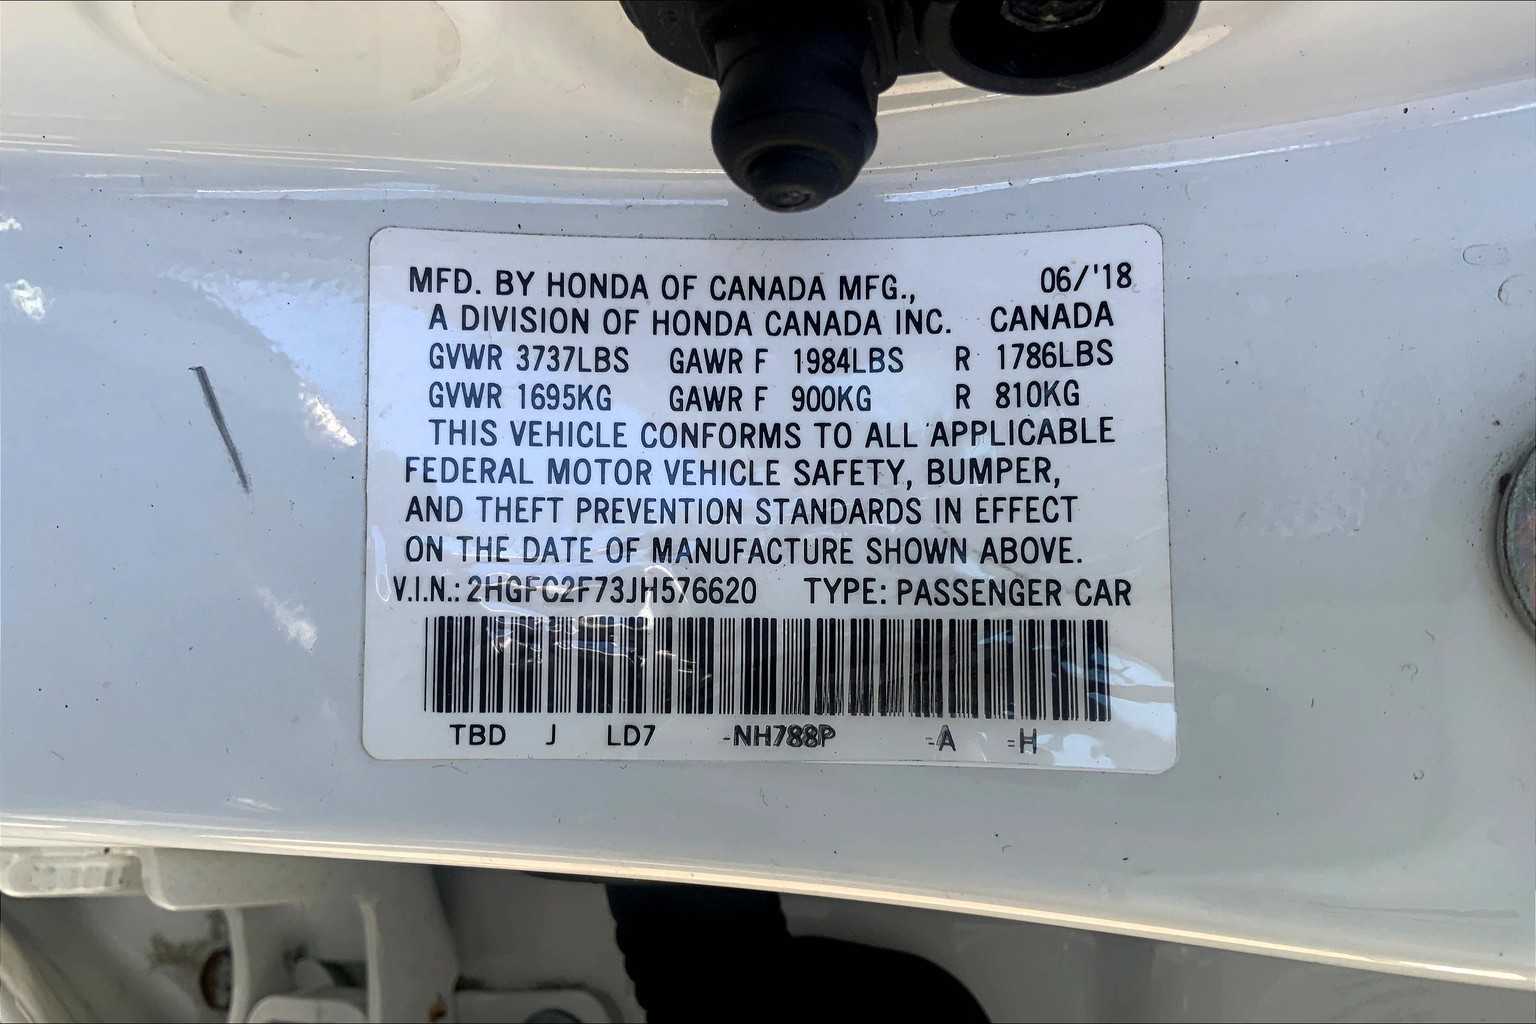 MFD. BY HONDA OF CANADA MFG., 06/'18
A DIVISION OF HONDA CANADA INC. CANADA
GVWR 3737LBS GAWR F 1984LBS R 1786LBS
GVWR 1695KG GAWR F 900KG R 810KG
THIS VEHICLE CONFORMS TO ALL APPLICABLE
FEDERAL MOTOR VEHICLE SAFETY, BUMPER,
AND THEFT PREVENTION STANDARDS IN EFFECT
ON THE DATE OF MANUFACTURE SHOWN ABOVE.
V.I.N.: 2HGFC2F73JH576620 TYPE: PASSENGER CAR
TBD J LD7 -NH788P -A -H